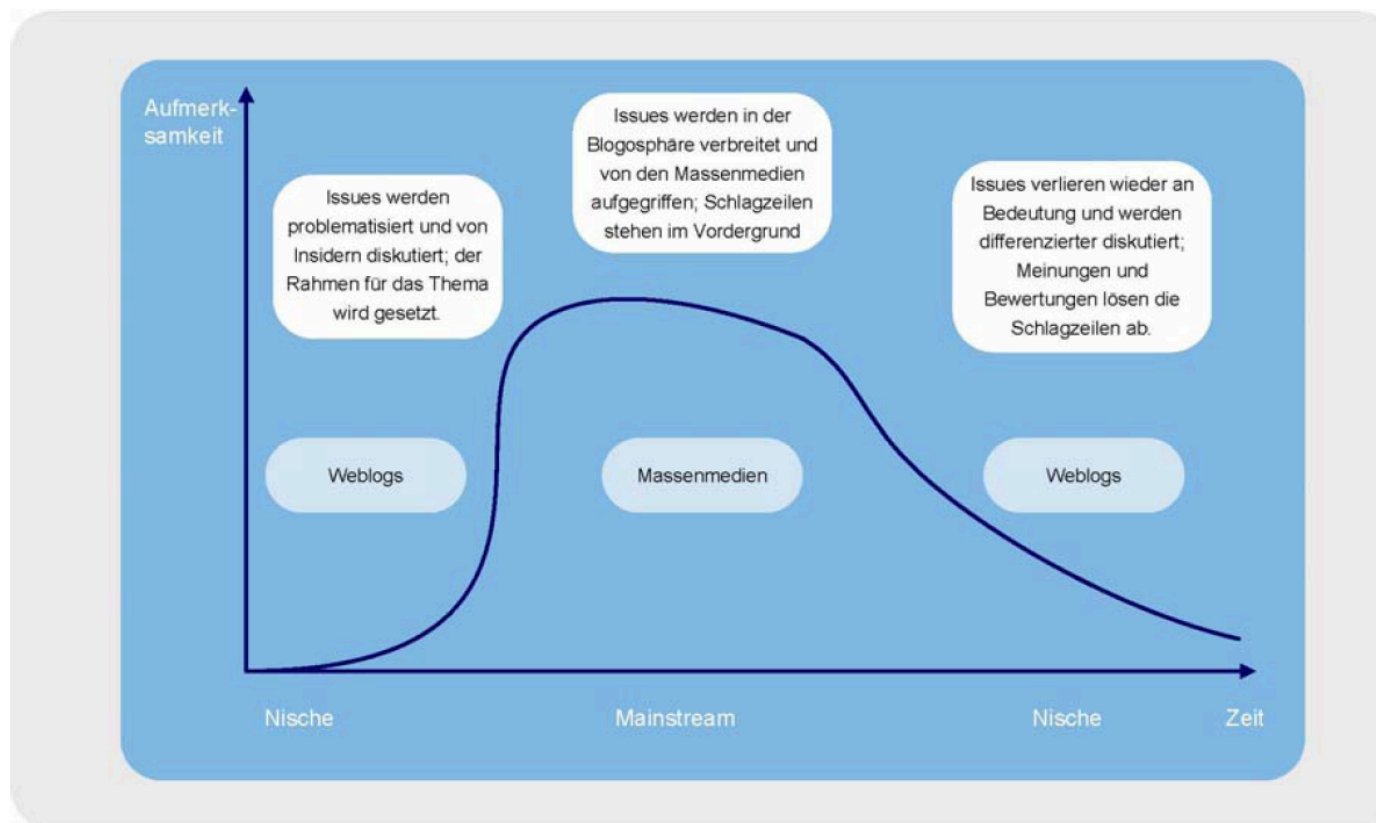 Aufmerk-
samkeit
Issues werden
problematisiert und von
Insidern diskutiert; der
Rahmen für das Thema
wird gesetzt.
Issues werden in der
Blogosphäre verbreitet und
von den Massenmedien
aufgegriffen; Schlagzeilen
stehen im Vordergrund
Issues verlieren wieder an
Bedeutung und werden
differenzierter diskutiert;
Meinungen und
Bewertungen lösen die
Schlagzeilen ab.
Weblogs
Massenmedien
Weblogs
Nische
Mainstream
Nische
Zeit